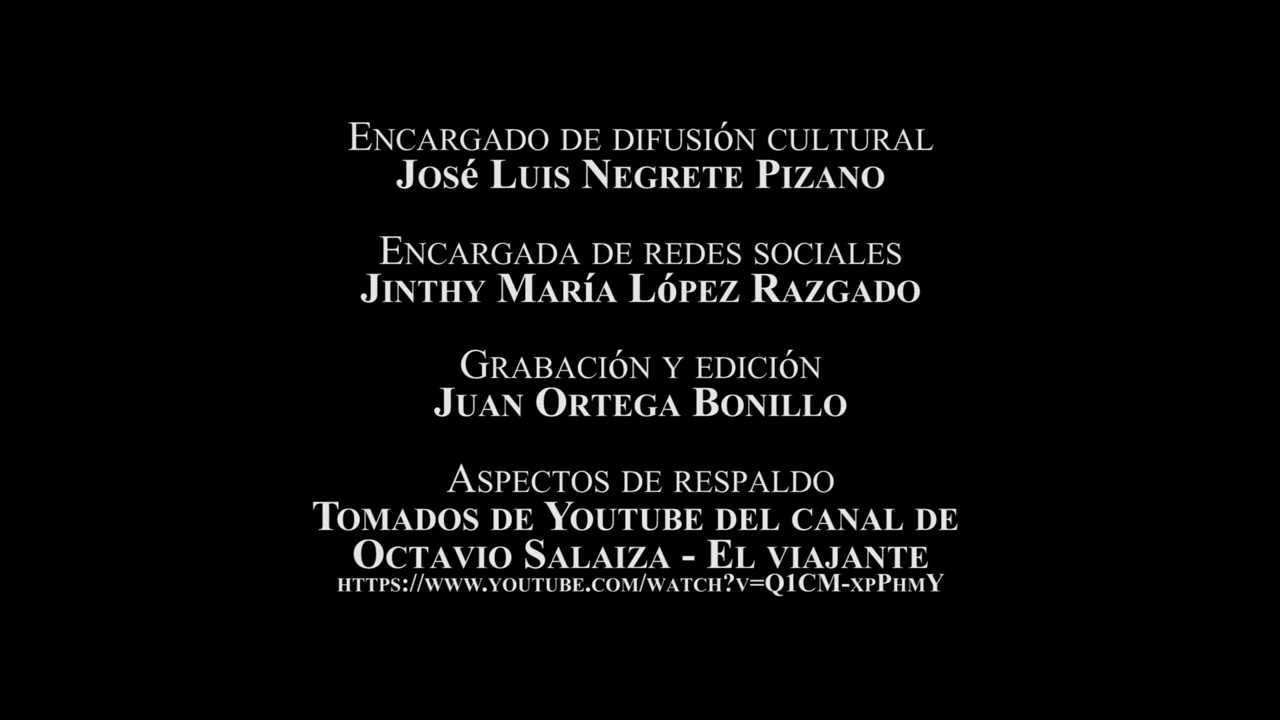 Encargado de difusión cultural
José Luis Negrete Pizano
Encargada de redes sociales
Jinthy María López Razgado
Grabación y edición
Juan Ortega Bonillo
Aspectos de respaldo
Tomados de Youtube del canal de
Octavio Salaiza - El viajante
https://www.youtube.com/watch?v=Q1CM-xpPhmY